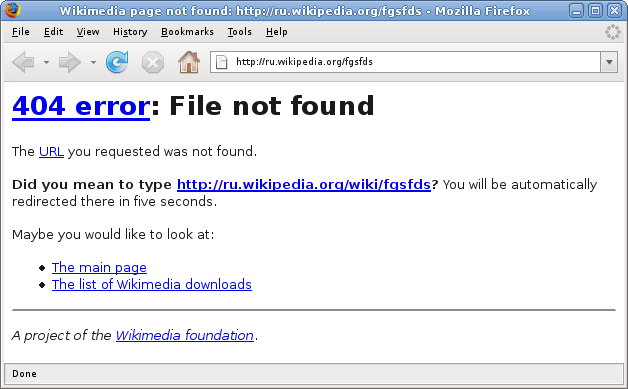 Wikimedia page not found: http://ru.wikipedia.org/fgsfds - Mozilla Firefox
File Edit View History Bookmarks Tools Help
http://ru.wikipedia.org/fgsfds
404 error: File not found
The URL you requested was not found.
Did you mean to type http://ru.wikipedia.org/wiki/fgsfds? You will be automatically
redirected there in five seconds.
Maybe you would like to look at:
The main page
The list of Wikimedia downloads
A project of the Wikimedia foundation.
Done